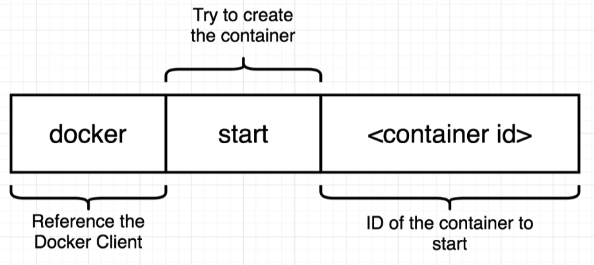 Try to create
the container
docker
start
<container id>
Reference the
Docker Client
ID of the container to
start